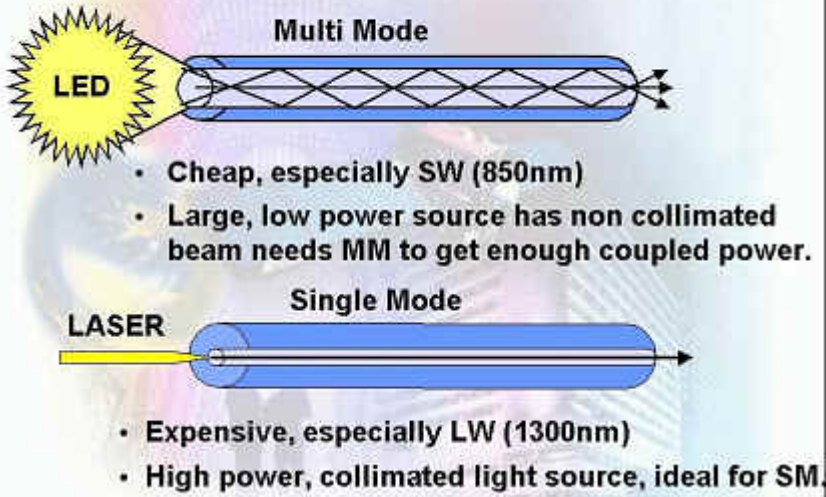 Multi Mode
LED
• Cheap, especially SW (850nm)
• Large, low power source has non collimated
beam needs MM to get enough coupled power.
Single Mode
LASER
• Expensive, especially LW (1300nm)
• High power, collimated light source, ideal for SM.